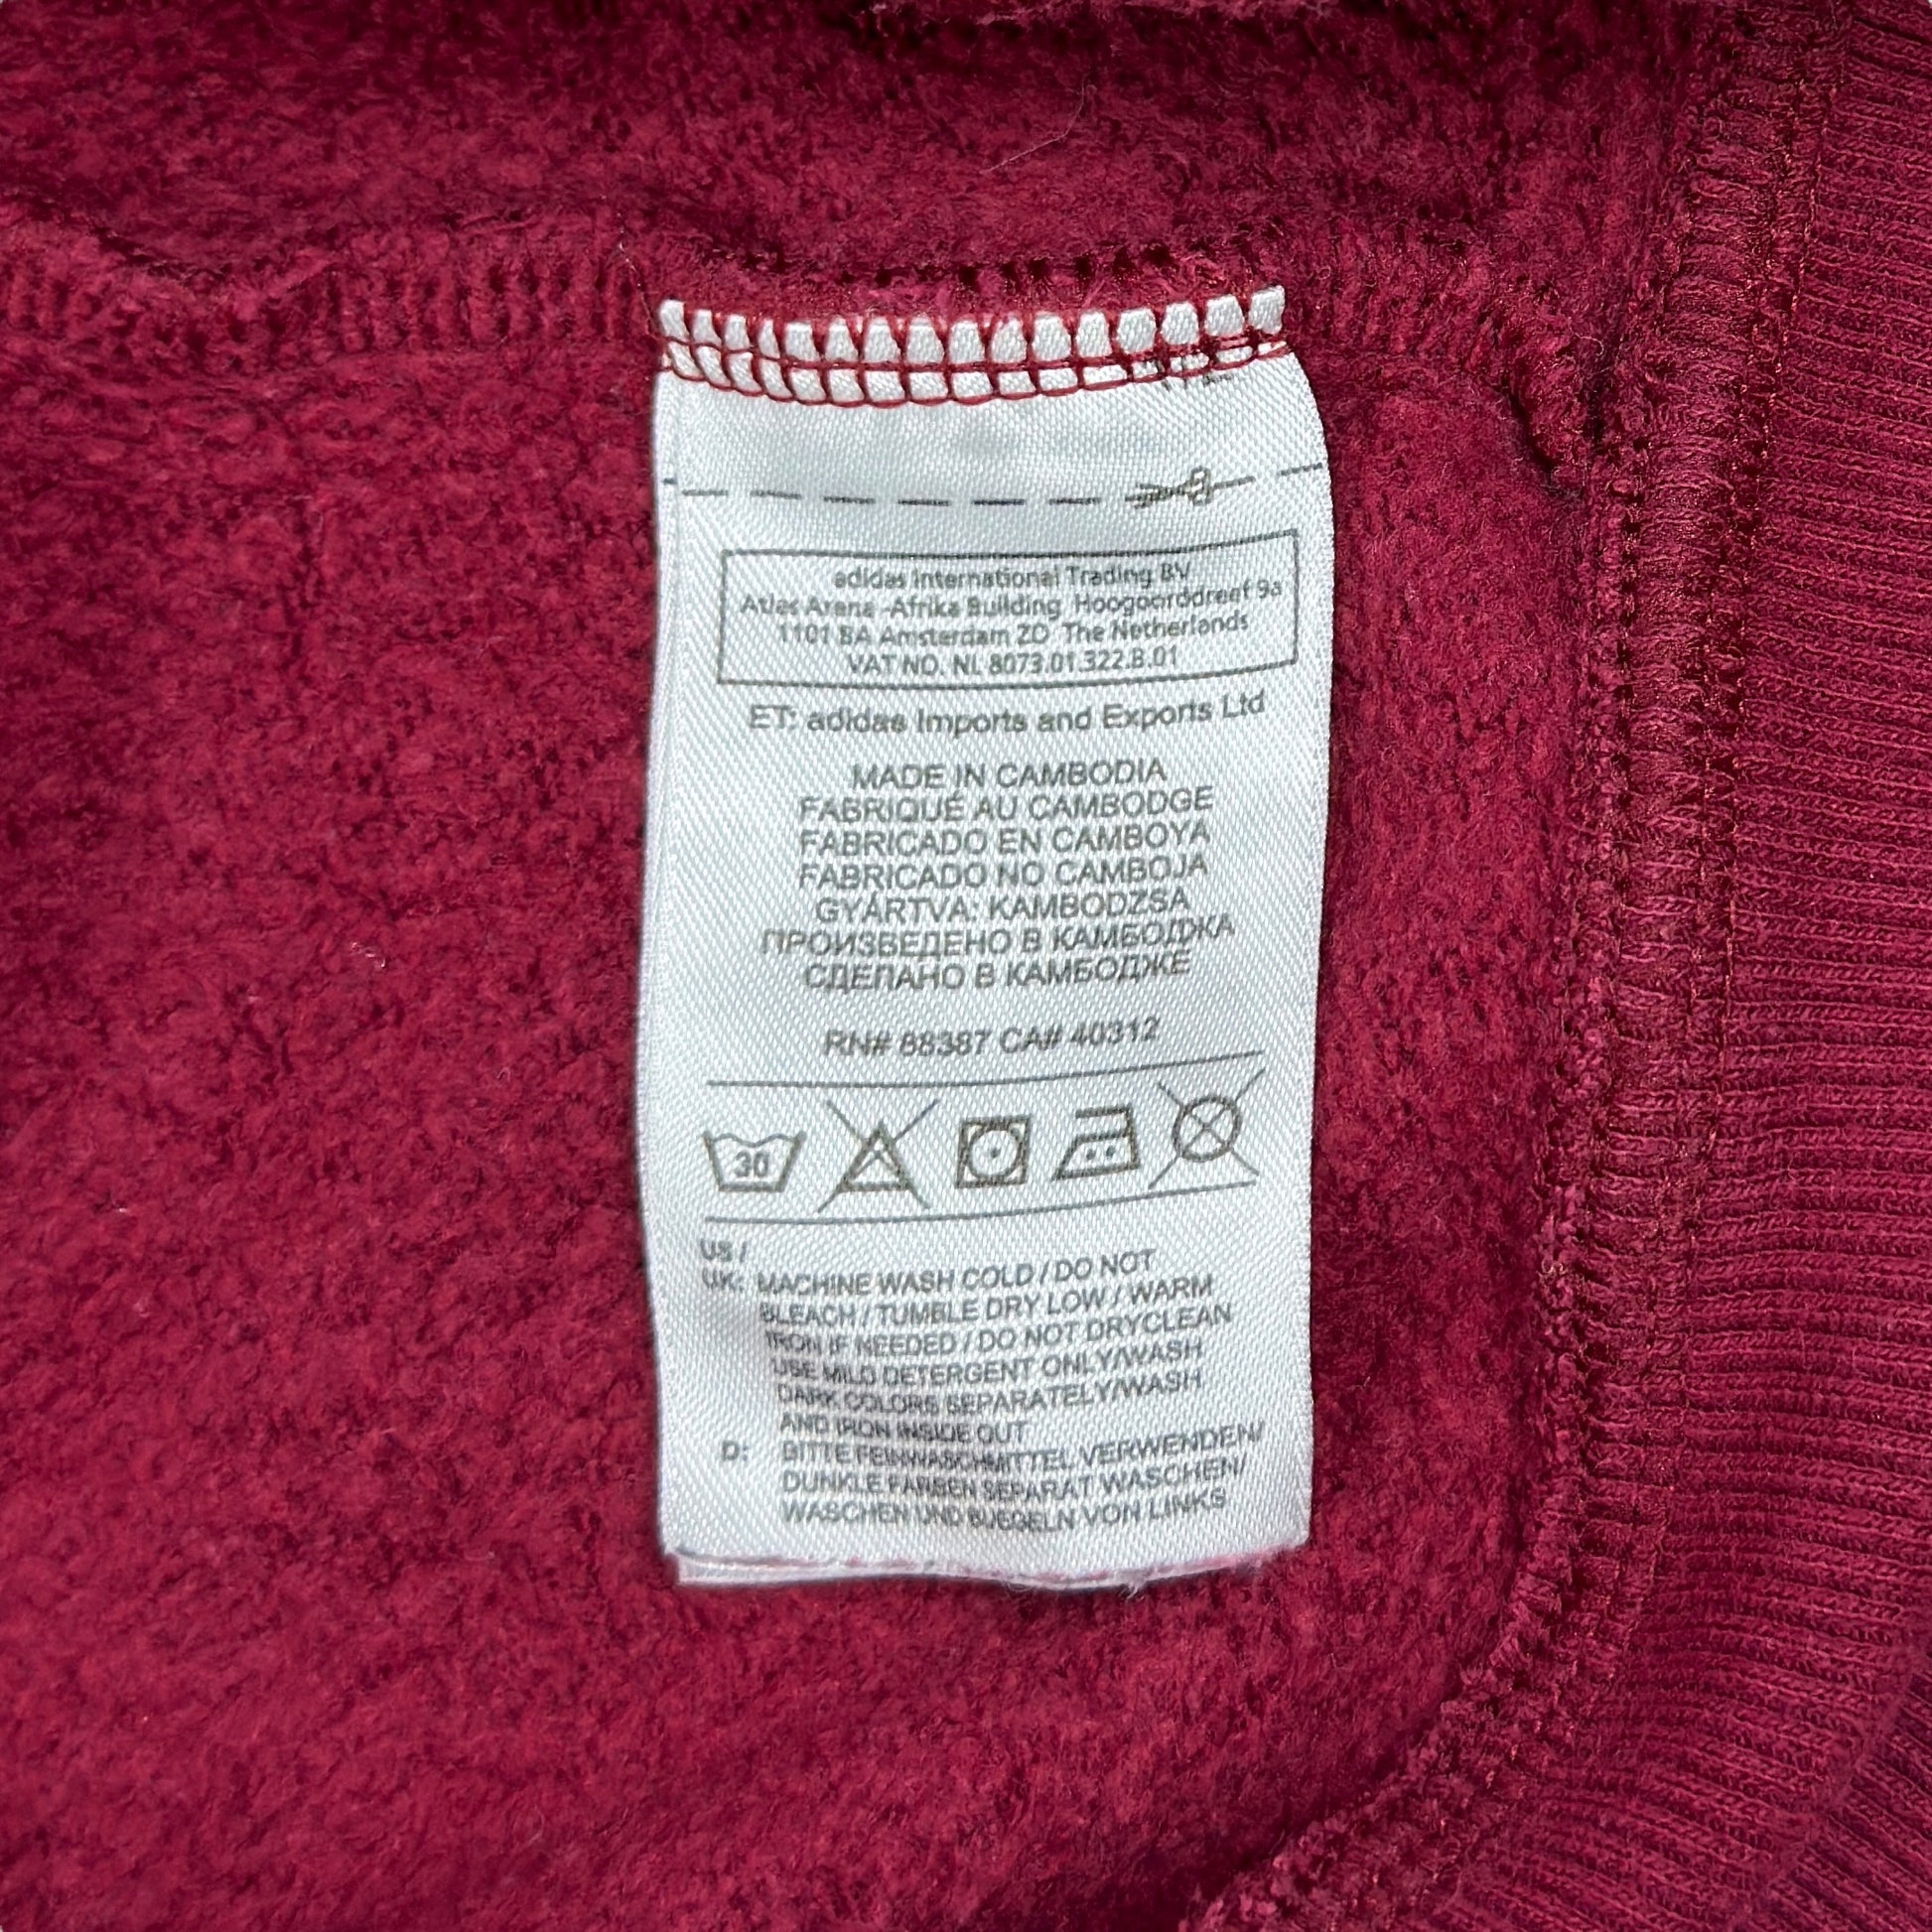 adidas International Trading BV
Atlas Arena -Afrika Building Hoogoorddreef 9a
1101 BA Amsterdam ZO The Netherlands
VAT NO. NL 8073.01.322.B.01
ET: adidas Imports and Exports Ltd
MADE IN CAMBODIA
FABRIQUÉ AU CAMBODGE
FABRICADO EN CAMBOYA
FABRICADO NO CAMBOJA
GYÁRTVA: KAMBODZSA
ПРОИЗВЕДЕНО В КАМБОДЖА
СДЕЛАНО В КАМБОДЖЕ
RN# 88387 CA# 40312
30
US /
UK: MACHINE WASH COLD / DO NOT
BLEACH / TUMBLE DRY LOW / WARM
IRON IF NEEDED / DO NOT DRYCLEAN
USE MILD DETERGENT ONLY/WASH
DARK COLORS SEPARATELY/WASH
AND IRON INSIDE OUT
D: BITTE FEINWASCHMITTEL VERWENDEN/
DUNKLE FARBEN SEPARAT WASCHEN/
WASCHEN UND BUEGELN VON LINKS